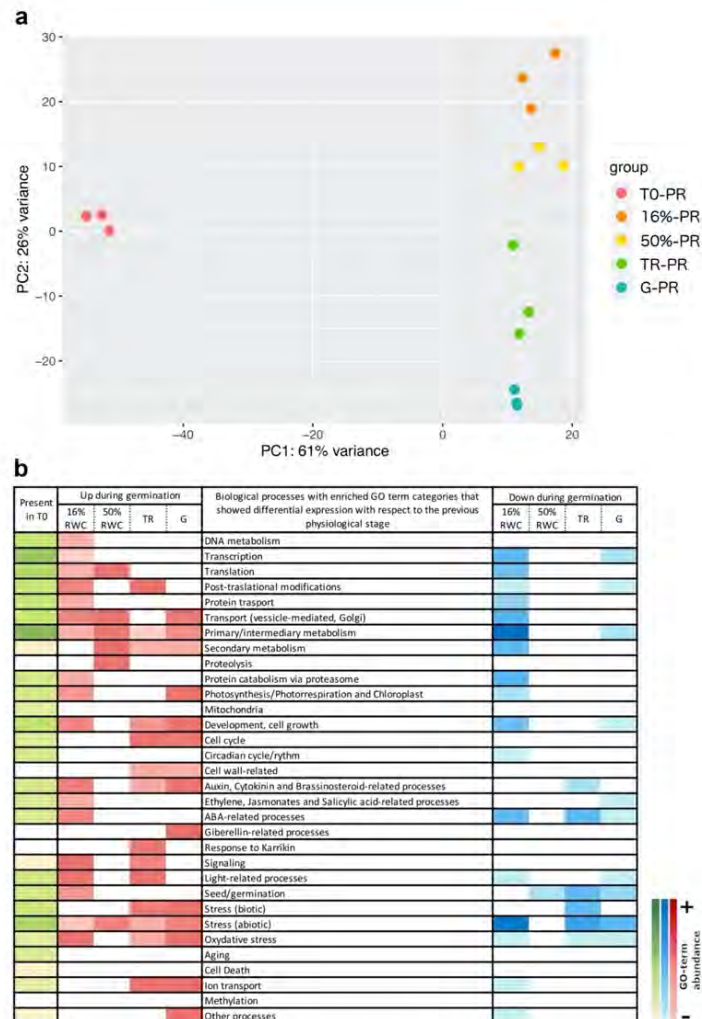 a
30
20
10
0
−10
−20
PC2: 26% variance
−40
−20
0
20
PC1: 61% variance
group
T0-PR
16%-PR
50%-PR
TR-PR
G-PR
b
Present in T0
Up during germination
16% RWC
50% RWC
TR
G
Biological processes with enriched GO term categories that
showed differential expression with respect to the previous
physiological stage
Down during germination
16% RWC
50% RWC
TR
G
DNA metabolism
Transcription
Translation
Post-traslational modifications
Protein trasport
Transport (vessicle-mediated, Golgi)
Primary/intermediary metabolism
Secondary metabolism
Proteolysis
Protein catabolism via proteasome
Photosynthesis/Photorrespiration and Chloroplast
Mitochondria
Development, cell growth
Cell cycle
Circadian cycle/rythm
Cell wall-related
Auxin, Cytokinin and Brassinosteroid-related processes
Ethylene, Jasmonates and Salicylic acid-related processes
ABA-related processes
Giberellin-related processes
Response to Karrikin
Signaling
Light-related processes
Seed/germination
Stress (biotic)
Stress (abiotic)
Oxydative stress
Aging
Cell Death
Ion transport
Methylation
Other processes
+
GO-term
abundance
−